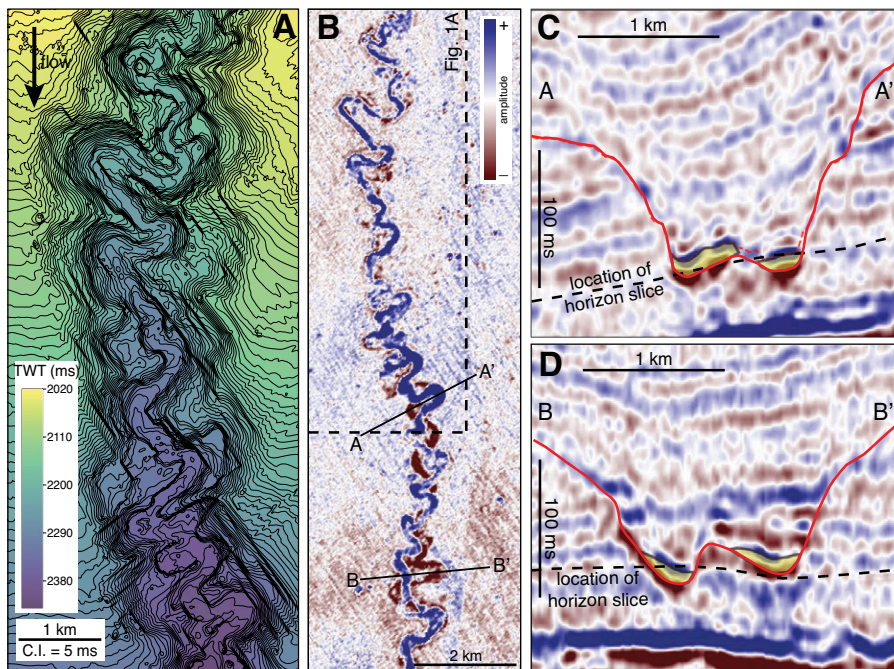 A
flow
TWT (ms)
2020
2110
2200
2290
2380
1 km
C.I. = 5 ms
B
Fig. 1A
+
amplitude
–
A'
A
B
B'
2 km
C
1 km
A
A'
100 ms
location of
horizon slice
D
1 km
B
B'
100 ms
location of
horizon slice